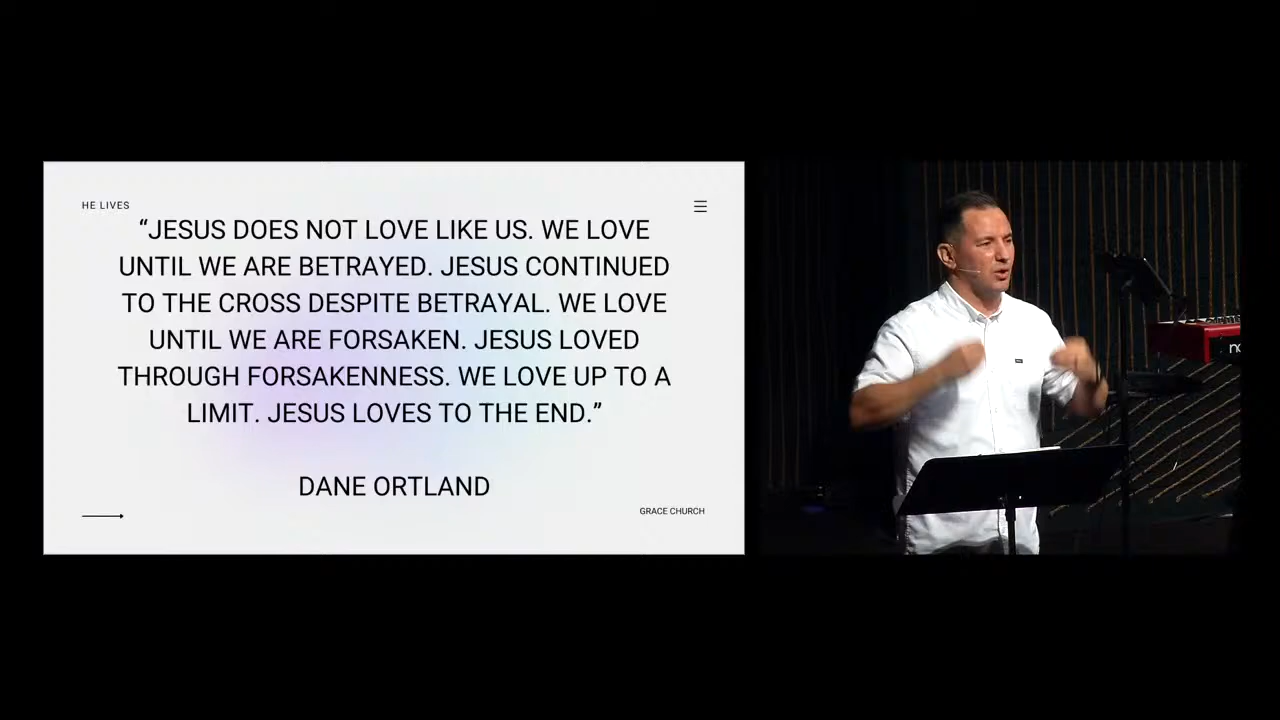 HE LIVES
“JESUS DOES NOT LOVE LIKE US. WE LOVE
UNTIL WE ARE BETRAYED. JESUS CONTINUED
TO THE CROSS DESPITE BETRAYAL. WE LOVE
UNTIL WE ARE FORSAKEN. JESUS LOVED
THROUGH FORSAKENNESS. WE LOVE UP TO A
LIMIT. JESUS LOVES TO THE END.”
DANE ORTLAND
GRACE CHURCH